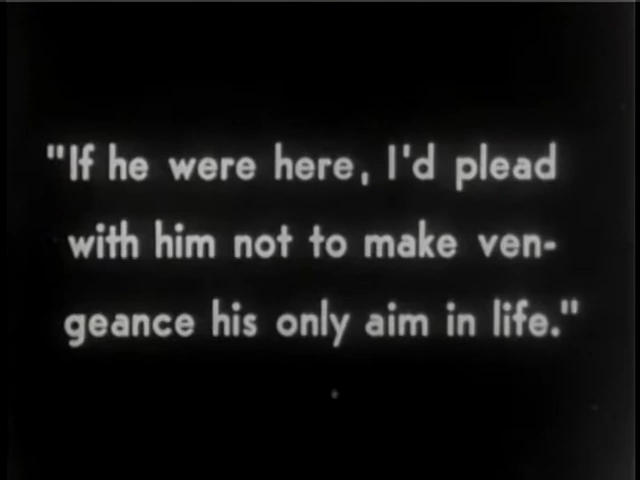 "If he were here, I'd plead
with him not to make ven-
geance his only aim in life."